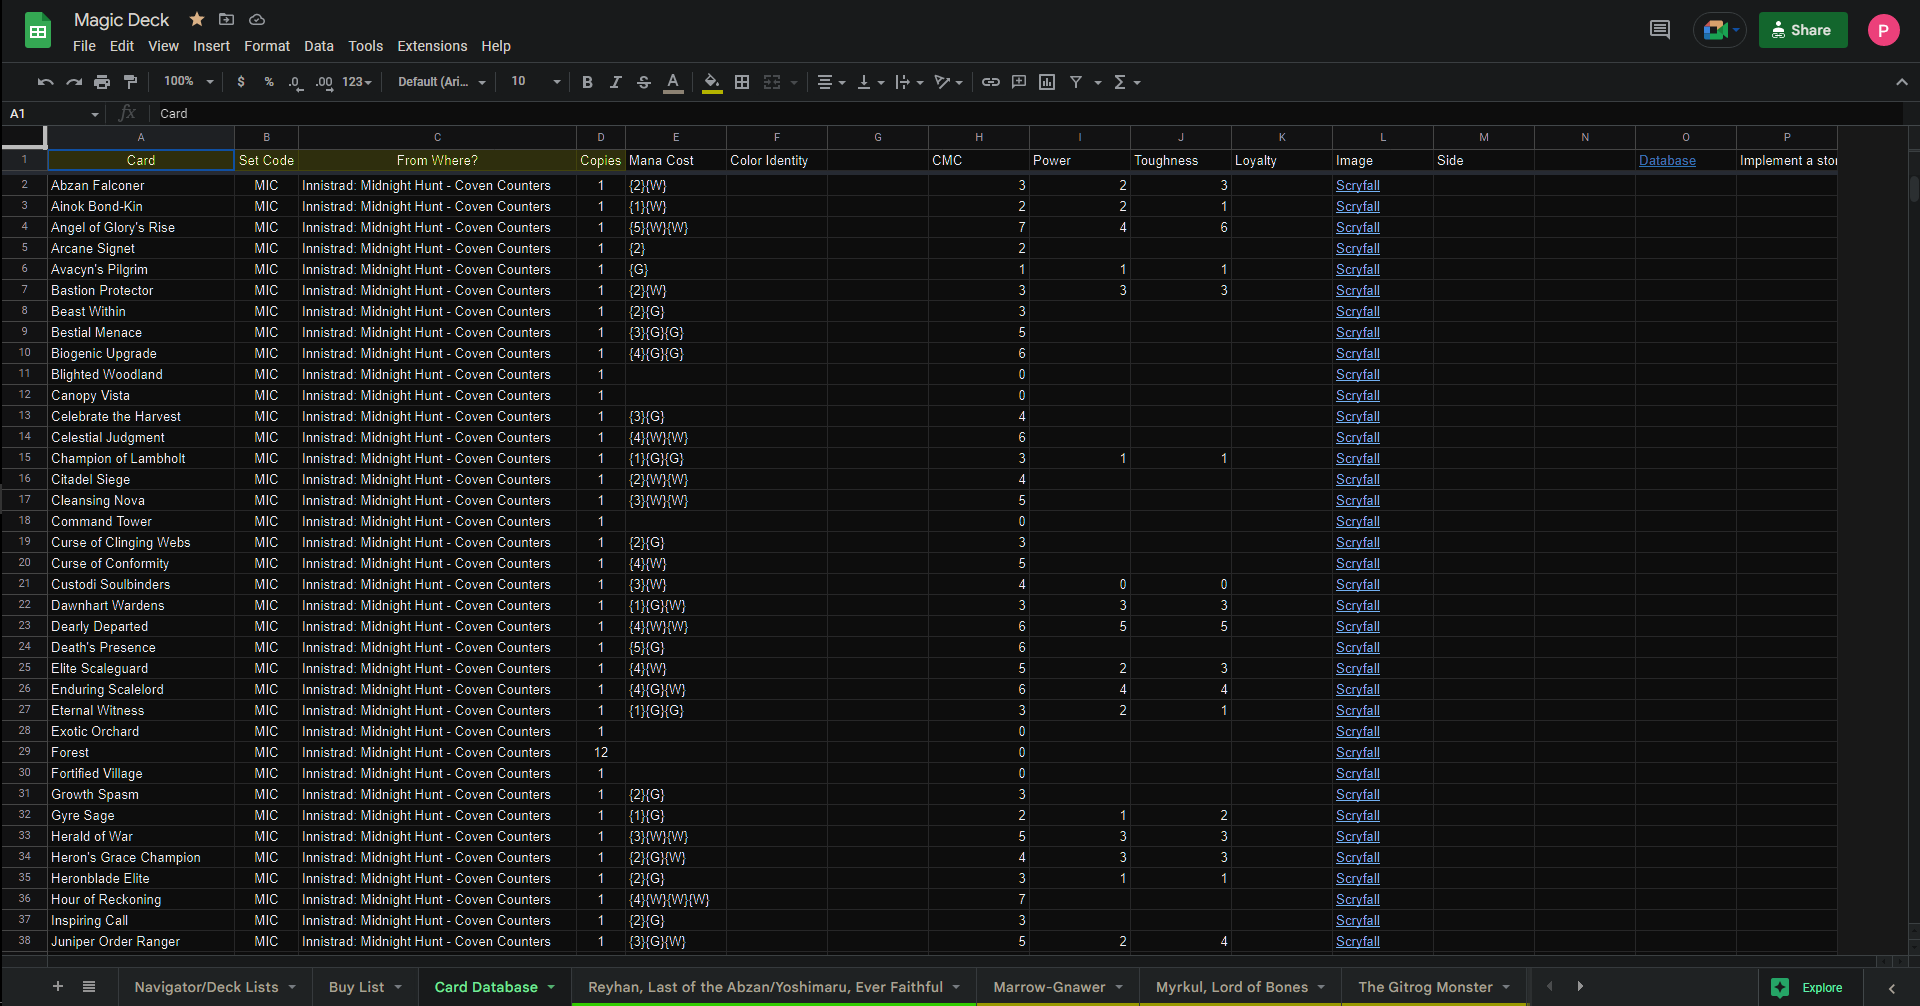 Magic Deck
File Edit View Insert Format Data Tools Extensions Help
Share
P
100% $ % .0 .00 123 Default (Ari... 10 B I S A Σ
A1 fx Card
A B C D E F G H I J K L M N O P
1 Card Set Code From Where? Copies Mana Cost Color Identity CMC Power Toughness Loyalty Image Side Database Implement a stor
2 Abzan Falconer MIC Innistrad: Midnight Hunt - Coven Counters 1 {2}{W} 3 2 3 Scryfall
3 Ainok Bond-Kin MIC Innistrad: Midnight Hunt - Coven Counters 1 {1}{W} 2 2 1 Scryfall
4 Angel of Glory's Rise MIC Innistrad: Midnight Hunt - Coven Counters 1 {5}{W}{W} 7 4 6 Scryfall
5 Arcane Signet MIC Innistrad: Midnight Hunt - Coven Counters 1 {2} 2 Scryfall
6 Avacyn's Pilgrim MIC Innistrad: Midnight Hunt - Coven Counters 1 {G} 1 1 1 Scryfall
7 Bastion Protector MIC Innistrad: Midnight Hunt - Coven Counters 1 {2}{W} 3 3 3 Scryfall
8 Beast Within MIC Innistrad: Midnight Hunt - Coven Counters 1 {2}{G} 3 Scryfall
9 Bestial Menace MIC Innistrad: Midnight Hunt - Coven Counters 1 {3}{G}{G} 5 Scryfall
10 Biogenic Upgrade MIC Innistrad: Midnight Hunt - Coven Counters 1 {4}{G}{G} 6 Scryfall
11 Blighted Woodland MIC Innistrad: Midnight Hunt - Coven Counters 1 0 Scryfall
12 Canopy Vista MIC Innistrad: Midnight Hunt - Coven Counters 1 0 Scryfall
13 Celebrate the Harvest MIC Innistrad: Midnight Hunt - Coven Counters 1 {3}{G} 4 Scryfall
14 Celestial Judgment MIC Innistrad: Midnight Hunt - Coven Counters 1 {4}{W}{W} 6 Scryfall
15 Champion of Lambholt MIC Innistrad: Midnight Hunt - Coven Counters 1 {1}{G}{G} 3 1 1 Scryfall
16 Citadel Siege MIC Innistrad: Midnight Hunt - Coven Counters 1 {2}{W}{W} 4 Scryfall
17 Cleansing Nova MIC Innistrad: Midnight Hunt - Coven Counters 1 {3}{W}{W} 5 Scryfall
18 Command Tower MIC Innistrad: Midnight Hunt - Coven Counters 1 0 Scryfall
19 Curse of Clinging Webs MIC Innistrad: Midnight Hunt - Coven Counters 1 {2}{G} 3 Scryfall
20 Curse of Conformity MIC Innistrad: Midnight Hunt - Coven Counters 1 {4}{W} 5 Scryfall
21 Custodi Soulbinders MIC Innistrad: Midnight Hunt - Coven Counters 1 {3}{W} 4 0 0 Scryfall
22 Dawnhart Wardens MIC Innistrad: Midnight Hunt - Coven Counters 1 {1}{G}{W} 3 3 3 Scryfall
23 Dearly Departed MIC Innistrad: Midnight Hunt - Coven Counters 1 {4}{W}{W} 6 5 5 Scryfall
24 Death's Presence MIC Innistrad: Midnight Hunt - Coven Counters 1 {5}{G} 6 Scryfall
25 Elite Scaleguard MIC Innistrad: Midnight Hunt - Coven Counters 1 {4}{W} 5 2 3 Scryfall
26 Enduring Scalelord MIC Innistrad: Midnight Hunt - Coven Counters 1 {4}{G}{W} 6 4 4 Scryfall
27 Eternal Witness MIC Innistrad: Midnight Hunt - Coven Counters 1 {1}{G}{G} 3 2 1 Scryfall
28 Exotic Orchard MIC Innistrad: Midnight Hunt - Coven Counters 1 0 Scryfall
29 Forest MIC Innistrad: Midnight Hunt - Coven Counters 12 0 Scryfall
30 Fortified Village MIC Innistrad: Midnight Hunt - Coven Counters 1 0 Scryfall
31 Growth Spasm MIC Innistrad: Midnight Hunt - Coven Counters 1 {2}{G} 3 Scryfall
32 Gyre Sage MIC Innistrad: Midnight Hunt - Coven Counters 1 {1}{G} 2 1 2 Scryfall
33 Herald of War MIC Innistrad: Midnight Hunt - Coven Counters 1 {3}{W}{W} 5 3 3 Scryfall
34 Heron's Grace Champion MIC Innistrad: Midnight Hunt - Coven Counters 1 {2}{G}{W} 4 3 3 Scryfall
35 Heronblade Elite MIC Innistrad: Midnight Hunt - Coven Counters 1 {2}{G} 3 1 1 Scryfall
36 Hour of Reckoning MIC Innistrad: Midnight Hunt - Coven Counters 1 {4}{W}{W}{W} 7 Scryfall
37 Inspiring Call MIC Innistrad: Midnight Hunt - Coven Counters 1 {2}{G} 3 Scryfall
38 Juniper Order Ranger MIC Innistrad: Midnight Hunt - Coven Counters 1 {3}{G}{W} 5 2 4 Scryfall
Navigator/Deck Lists Buy List Card Database Reyhan, Last of the Abzan/Yoshimaru, Ever Faithful Marrow-Gnawer Myrkul, Lord of Bones The Gitrog Monster Explore